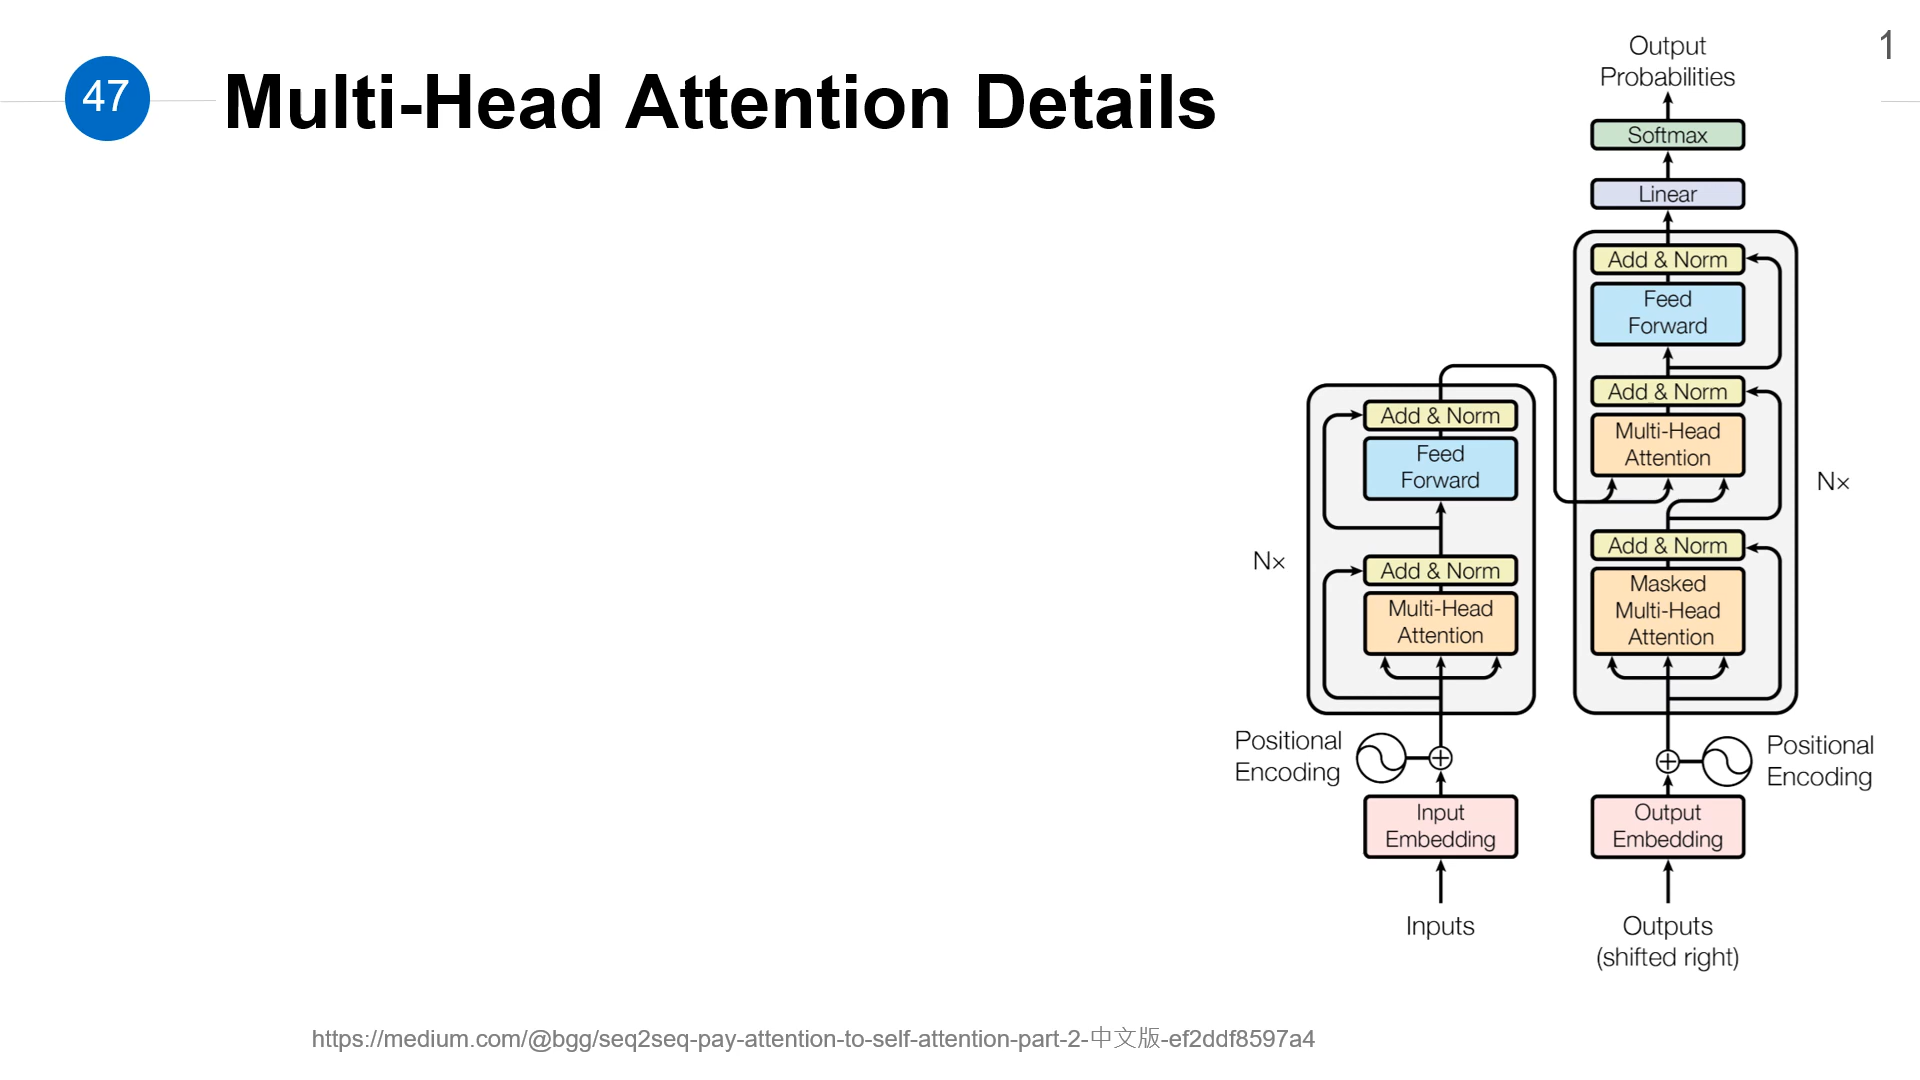 47
Multi-Head Attention Details
1
Output
Probabilities
Softmax
Linear
Add & Norm
Feed
Forward
Add & Norm
Multi-Head
Attention
N×
Add & Norm
Masked
Multi-Head
Attention
Add & Norm
Feed
Forward
N×
Add & Norm
Multi-Head
Attention
Positional
Encoding
Positional
Encoding
Input
Embedding
Output
Embedding
Inputs
Outputs
(shifted right)
https://medium.com/@bgg/seq2seq-pay-attention-to-self-attention-part-2-中文版-ef2ddf8597a4